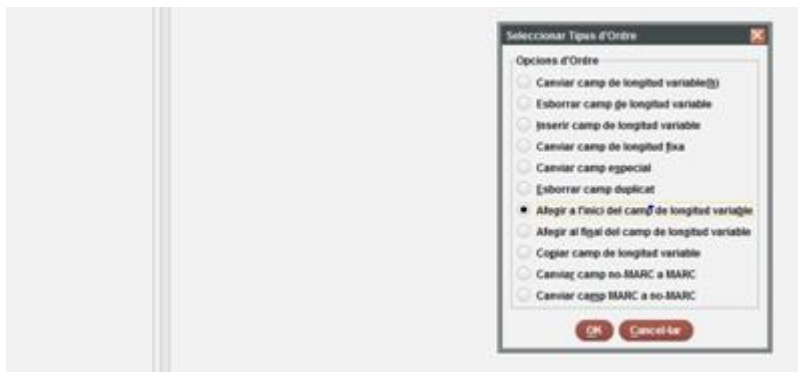 Seleccionar Tipus d'Ordre
Opcions d'Ordre
Canviar camp de longitud variable(h)
Esborrar camp de longitud variable
Inserir camp de longitud variable
Canviar camp de longitud fixa
Canviar camp especial
Esborrar camp duplicat
Afegir a l'inici del camp de longitud variable
Afegir al final del camp de longitud variable
Copiar camp de longitud variable
Canviar camp no-MARC a MARC
Canviar camp MARC a no-MARC
OK Cancel·lar